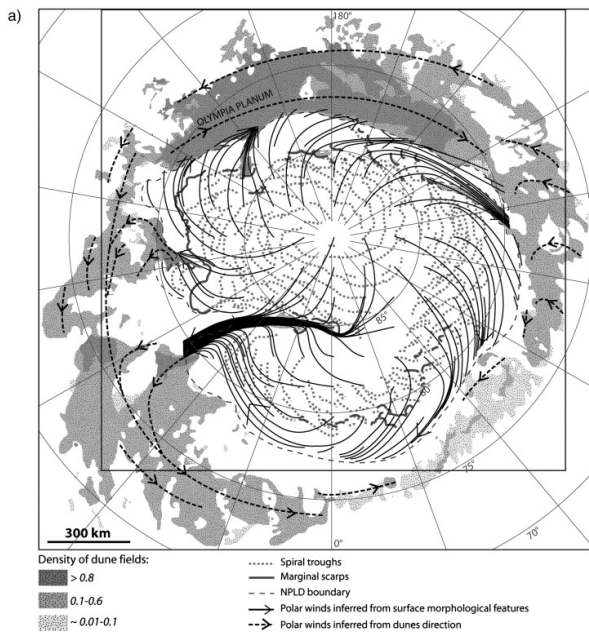 a)
180°
OLYMPIA PLANUM
85°
80°
75°
70°
0°
300 km
Density of dune fields:
> 0.8
0.1-0.6
~ 0.01-0.1
Spiral troughs
Marginal scarps
NPLD boundary
Polar winds inferred from surface morphological features
Polar winds inferred from dunes direction